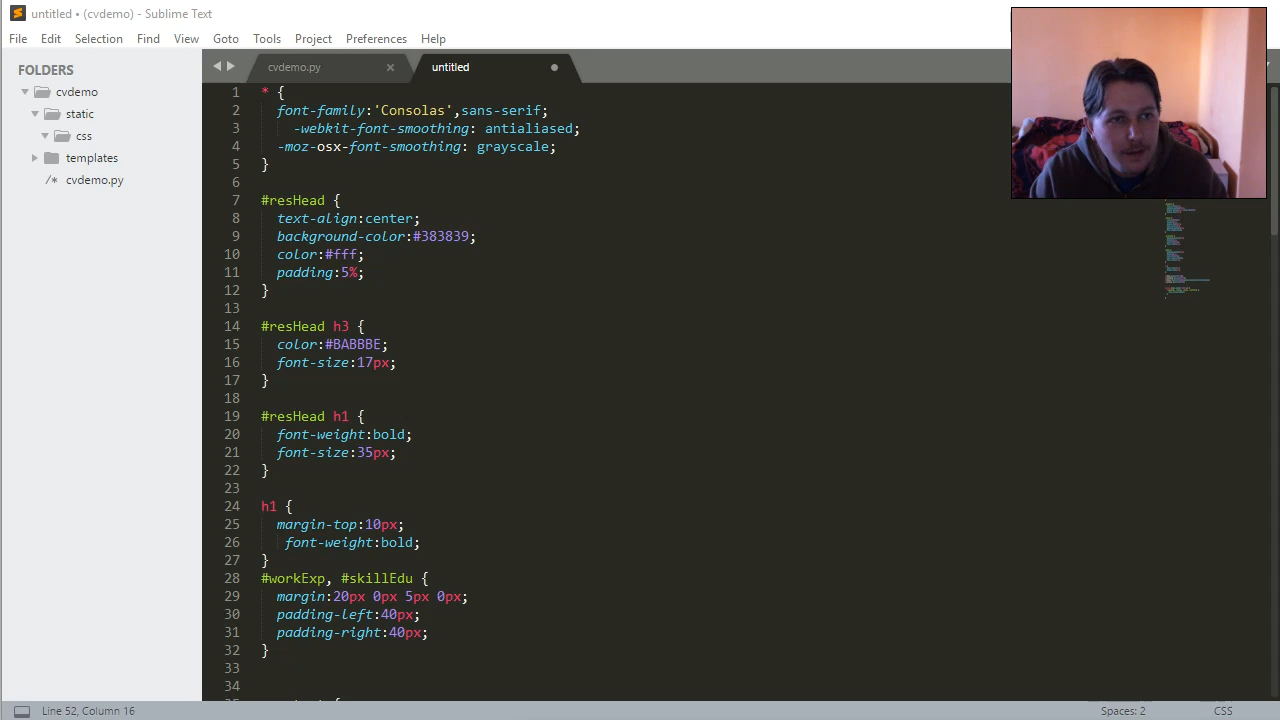 untitled • (cvdemo) - Sublime Text
File Edit Selection Find View Goto Tools Project Preferences Help
FOLDERS
cvdemo
static
css
templates
/* cvdemo.py
cvdemo.py × untitled
1 * {
2 font-family:'Consolas',sans-serif;
3 -webkit-font-smoothing: antialiased;
4 -moz-osx-font-smoothing: grayscale;
5 }
6
7 #resHead {
8 text-align:center;
9 background-color:#383839;
10 color:#fff;
11 padding:5%;
12 }
13
14 #resHead h3 {
15 color:#BABBBE;
16 font-size:17px;
17 }
18
19 #resHead h1 {
20 font-weight:bold;
21 font-size:35px;
22 }
23
24 h1 {
25 margin-top:10px;
26 font-weight:bold;
27 }
28 #workExp, #skillEdu {
29 margin:20px 0px 5px 0px;
30 padding-left:40px;
31 padding-right:40px;
32 }
33
34
Line 52, Column 16 Spaces: 2 CSS